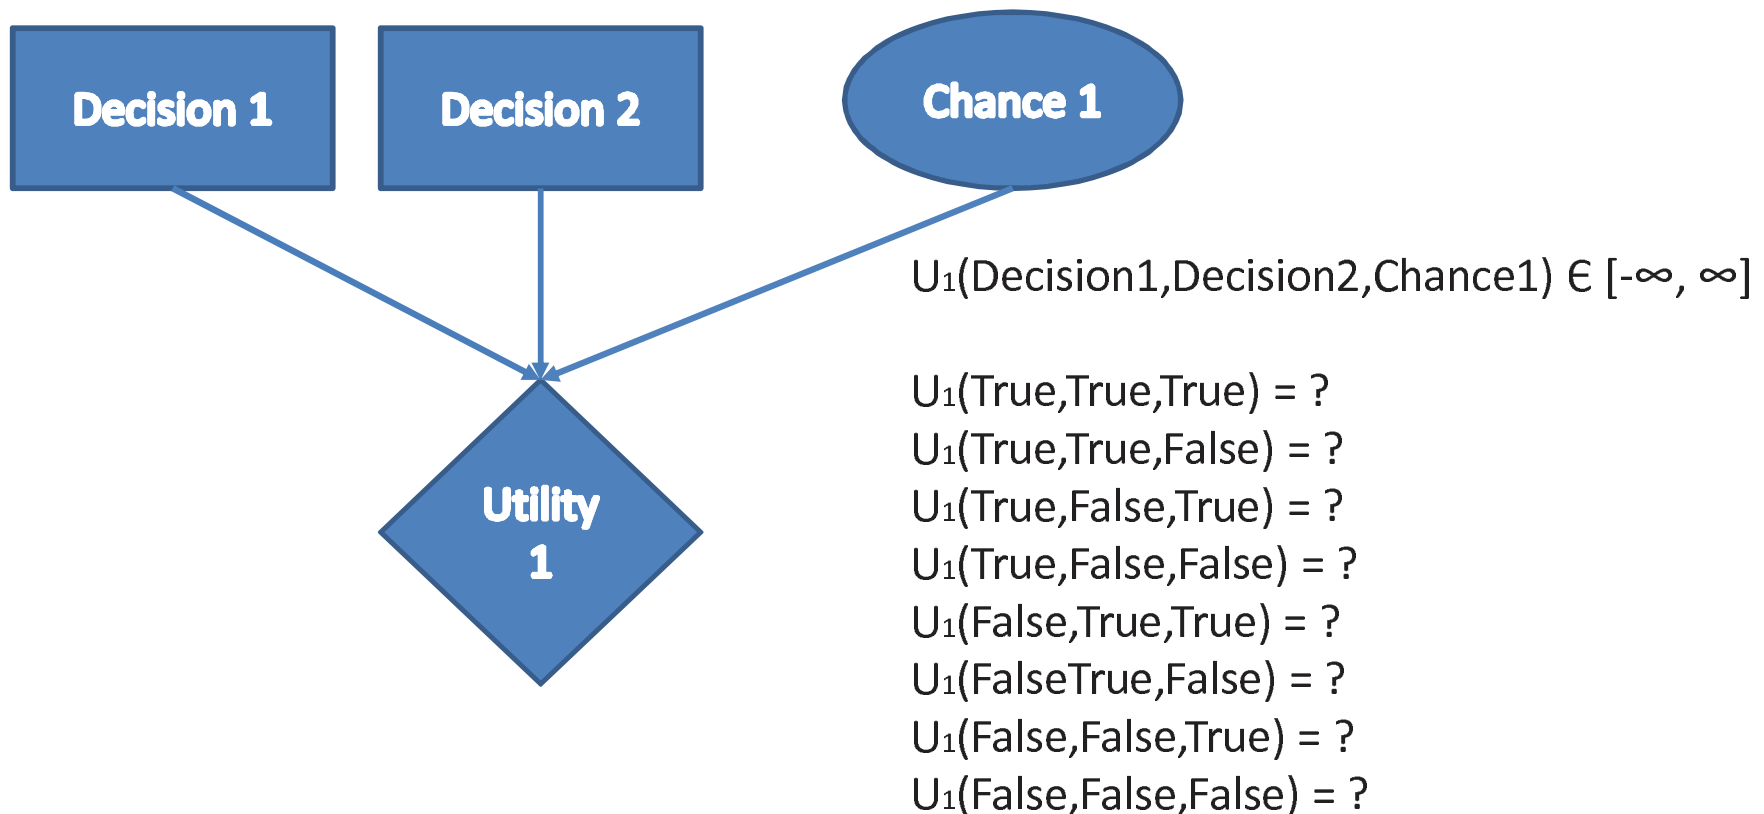 Decision 1
Decision 2
Chance 1
U₁(Decision1,Decision2,Chance1) Є [-∞, ∞]
U₁(True,True,True) = ?
U₁(True,True,False) = ?
U₁(True,False,True) = ?
U₁(True,False,False) = ?
U₁(False,True,True) = ?
U₁(FalseTrue,False) = ?
U₁(False,False,True) = ?
U₁(False,False,False) = ?
Utility
1